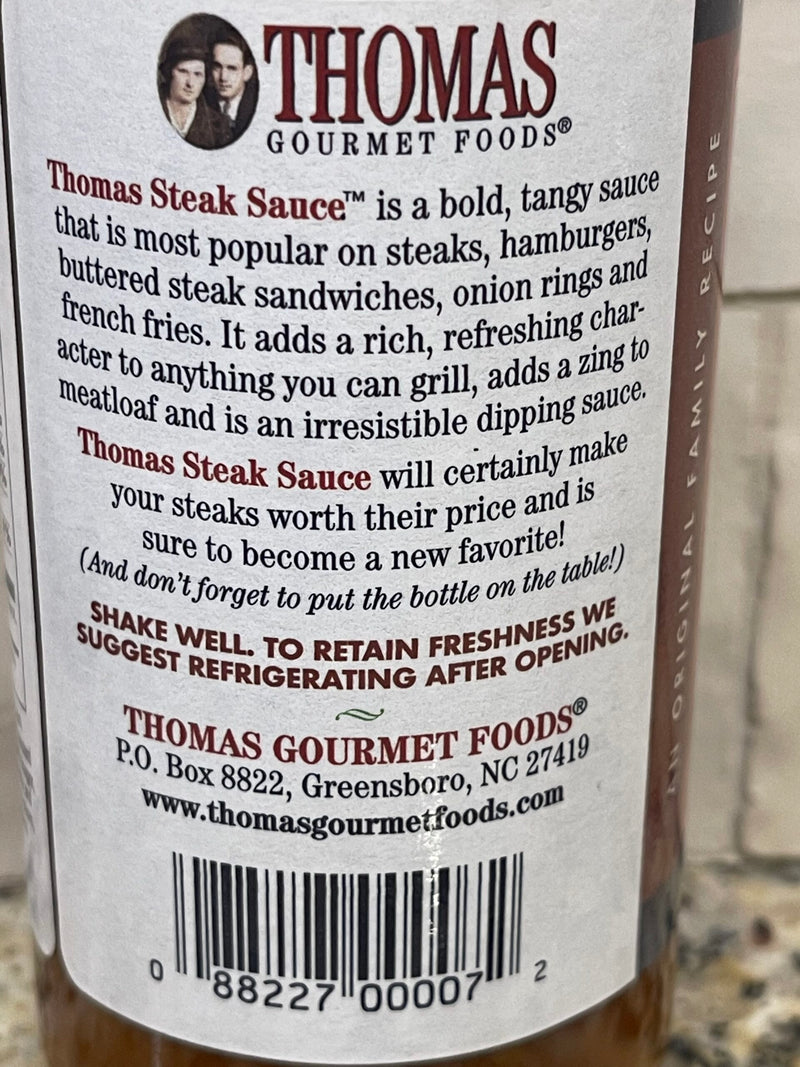 THOMAS
GOURMET FOODS®
Thomas Steak Sauce™ is a bold, tangy sauce
that is most popular on steaks, hamburgers,
buttered steak sandwiches, onion rings and
french fries. It adds a rich, refreshing char-
acter to anything you can grill, adds a zing to
meatloaf and is an irresistible dipping sauce.
Thomas Steak Sauce will certainly make
your steaks worth their price and is
sure to become a new favorite!
(And don't forget to put the bottle on the table!)
SHAKE WELL. TO RETAIN FRESHNESS WE
SUGGEST REFRIGERATING AFTER OPENING.
THOMAS GOURMET FOODS®
P.O. Box 8822, Greensboro, NC 27419
www.thomasgourmetfoods.com
0 88227 00007 2
AN ORIGINAL FAMILY RECIPE